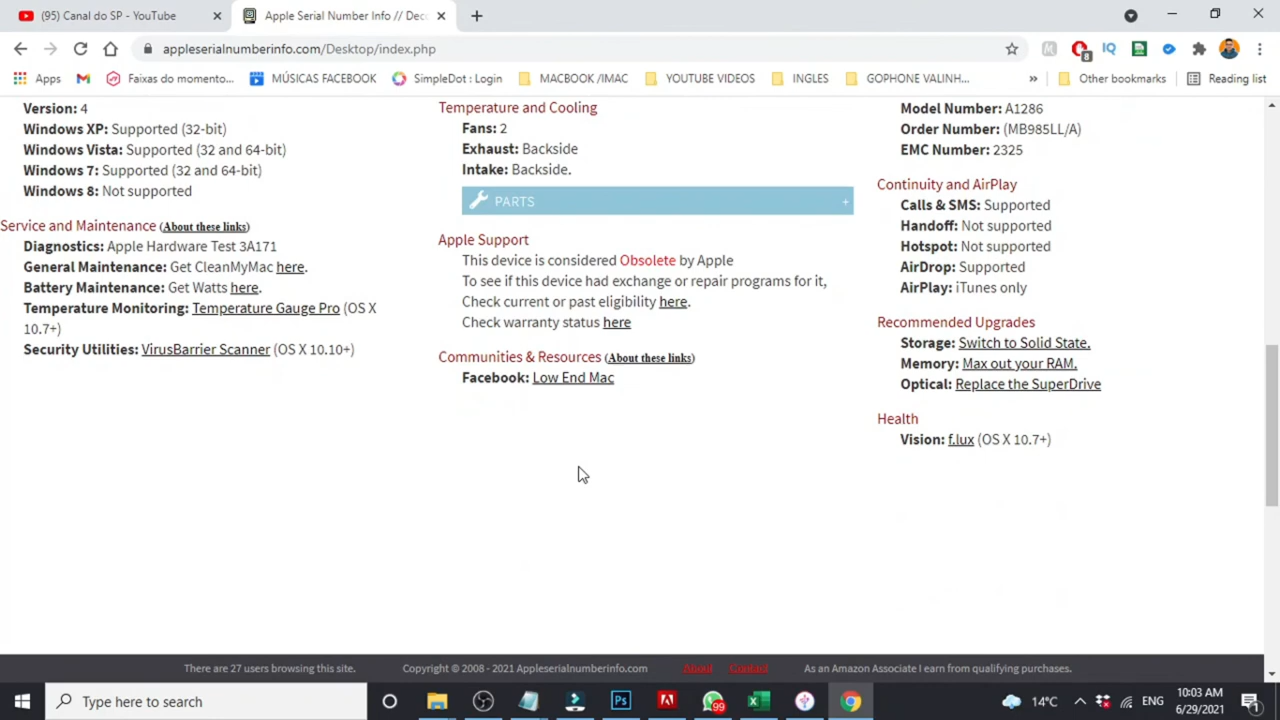 (95) Canal do SP - YouTube
Apple Serial Number Info // Dec
appleserialnumberinfo.com/Desktop/index.php
8
Apps
Faixas do momento...
MÚSICAS FACEBOOK
SimpleDot : Login
MACBOOK /IMAC
YOUTUBE VIDEOS
INGLES
GOPHONE VALINH...
»
Other bookmarks
Reading list
Version: 4
Windows XP: Supported (32-bit)
Windows Vista: Supported (32 and 64-bit)
Windows 7: Supported (32 and 64-bit)
Windows 8: Not supported
Service and Maintenance (About these links)
Diagnostics: Apple Hardware Test 3A171
General Maintenance: Get CleanMyMac here.
Battery Maintenance: Get Watts here.
Temperature Monitoring: Temperature Gauge Pro (OS X
10.7+)
Security Utilities: VirusBarrier Scanner (OS X 10.10+)
Temperature and Cooling
Fans: 2
Exhaust: Backside
Intake: Backside.
PARTS +
Apple Support
This device is considered Obsolete by Apple
To see if this device had exchange or repair programs for it,
Check current or past eligibility here.
Check warranty status here
Communities & Resources (About these links)
Facebook: Low End Mac
Model Number: A1286
Order Number: (MB985LL/A)
EMC Number: 2325
Continuity and AirPlay
Calls & SMS: Supported
Handoff: Not supported
Hotspot: Not supported
AirDrop: Supported
AirPlay: iTunes only
Recommended Upgrades
Storage: Switch to Solid State.
Memory: Max out your RAM.
Optical: Replace the SuperDrive
Health
Vision: f.lux (OS X 10.7+)
There are 27 users browsing this site.
Copyright © 2008 - 2021 Appleserialnumberinfo.com
About
Contact
As an Amazon Associate I earn from qualifying purchases.
Type here to search
Ps
99
14°C
ENG
10:03 AM
6/29/2021
1